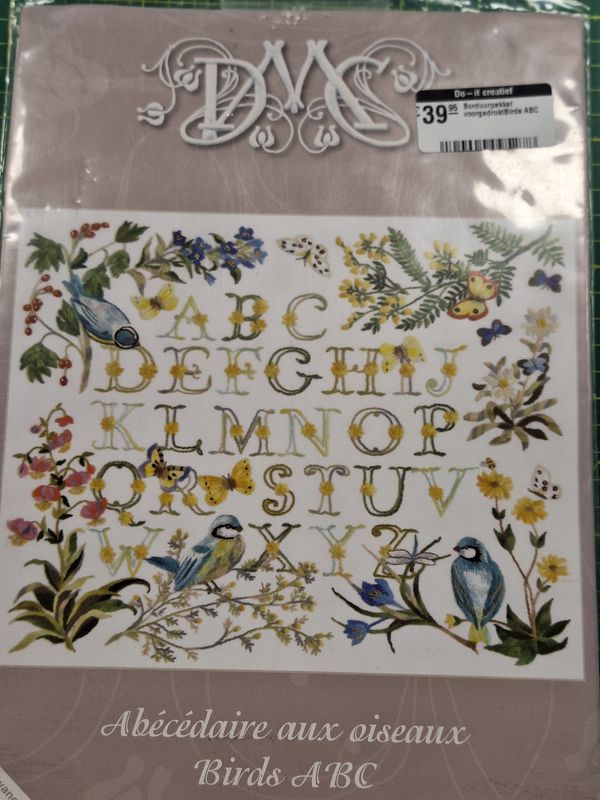 DMC
Do-it creatief
€39 95
Borduurpakket
voorgedruktBirds ABC
A B C
D E F G H I J
K L M N O P
Q R S T U V
W X Y Z
Abécédaire aux oiseaux
Birds ABC